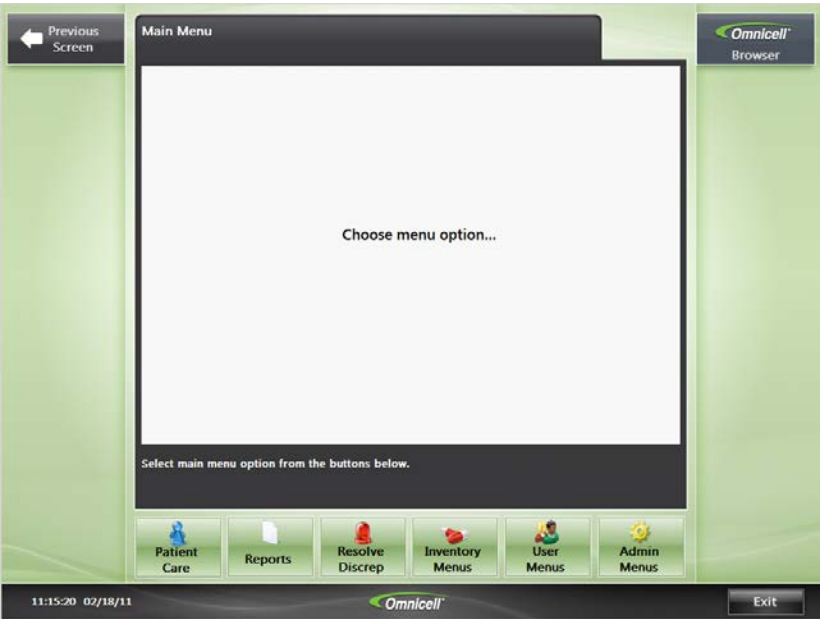 Previous
Screen
Main Menu
Omnicell
Browser
Choose menu option...
Select main menu option from the buttons below.
Patient
Care
Reports
Resolve
Discrep
Inventory
Menus
User
Menus
Admin
Menus
11:15:20 02/18/11
Omnicell
Exit